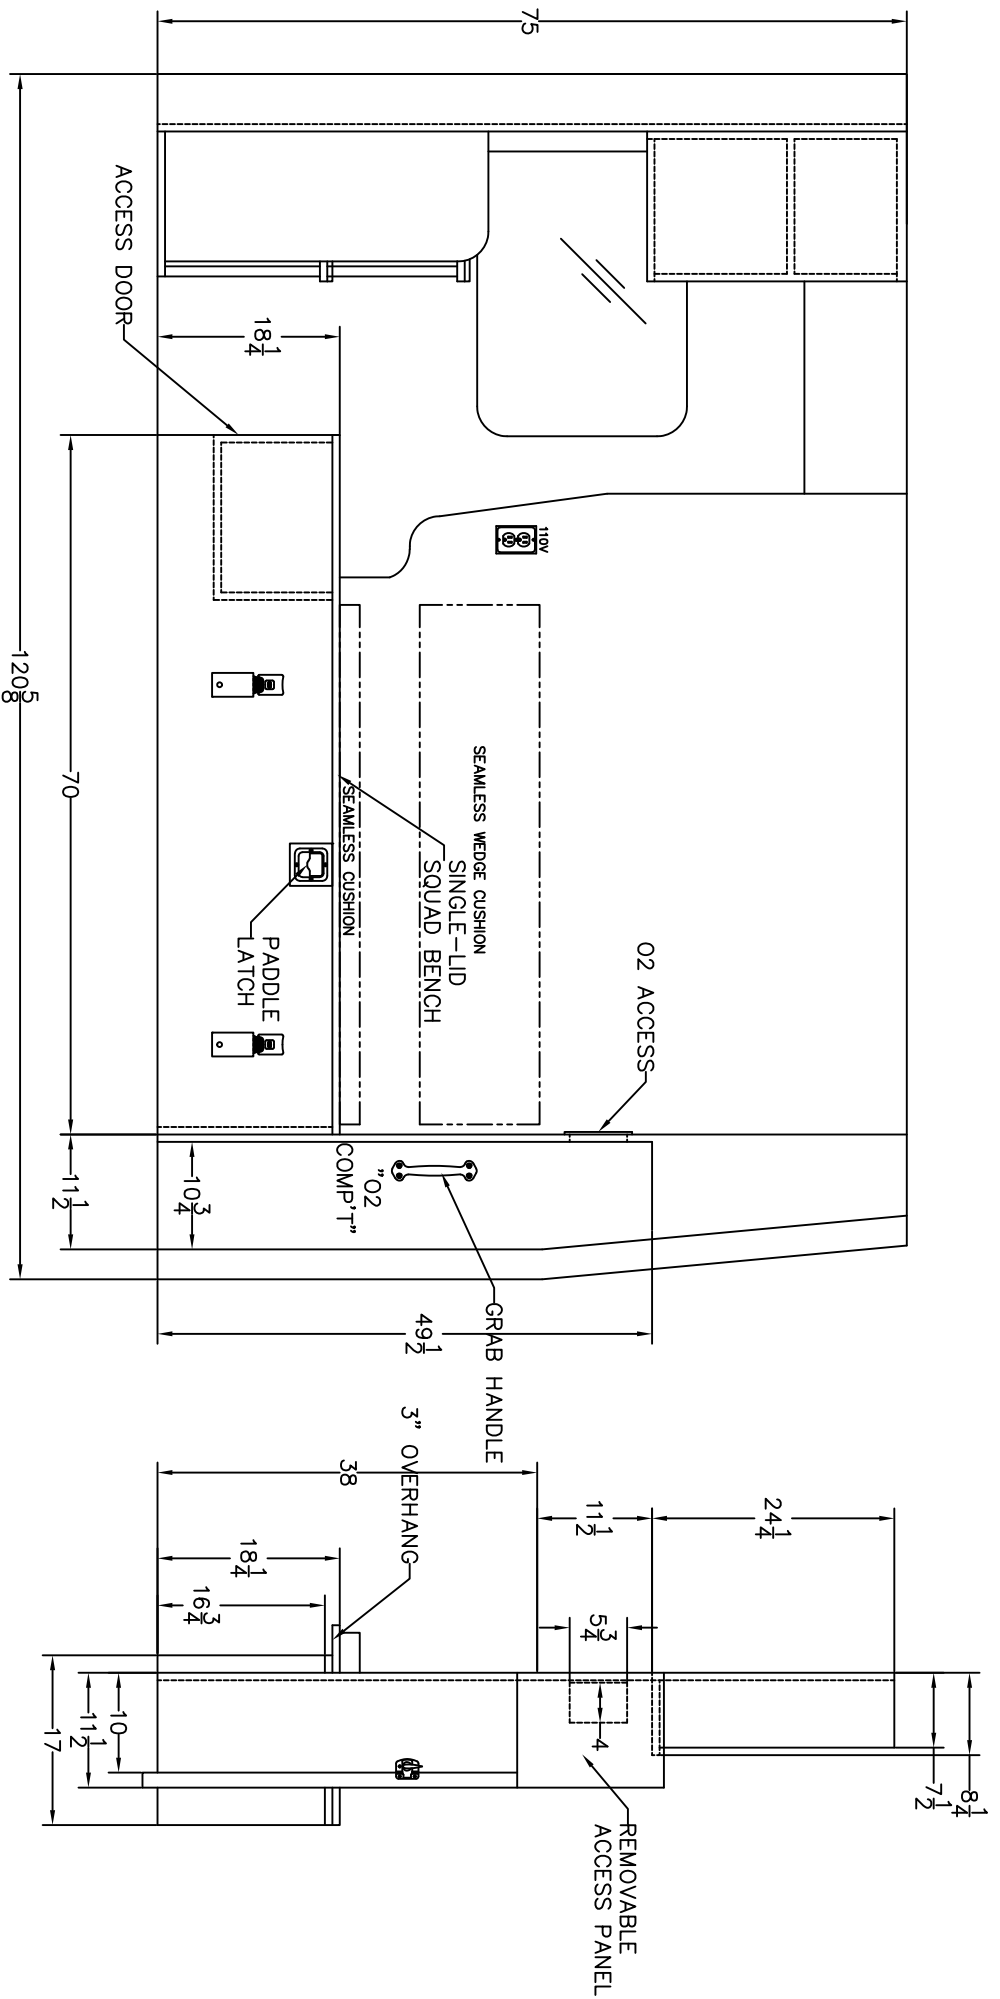 75
ACCESS DOOR
18 1/4
110V
120 5/8
70
SEAMLESS WEDGE CUSHION
SINGLE-LID
SQUAD BENCH
SEAMLESS CUSHION
PADDLE
LATCH
O2 ACCESS
"O2
COMP'T"
10 3/4
11 1/2
GRAB HANDLE
49 1/2
3" OVERHANG
38
18 1/4
16 3/4
11 1/2
5 3/4
24 1/4
4
10
11 1/2
17
8 1/4
7 1/2
REMOVABLE
ACCESS PANEL